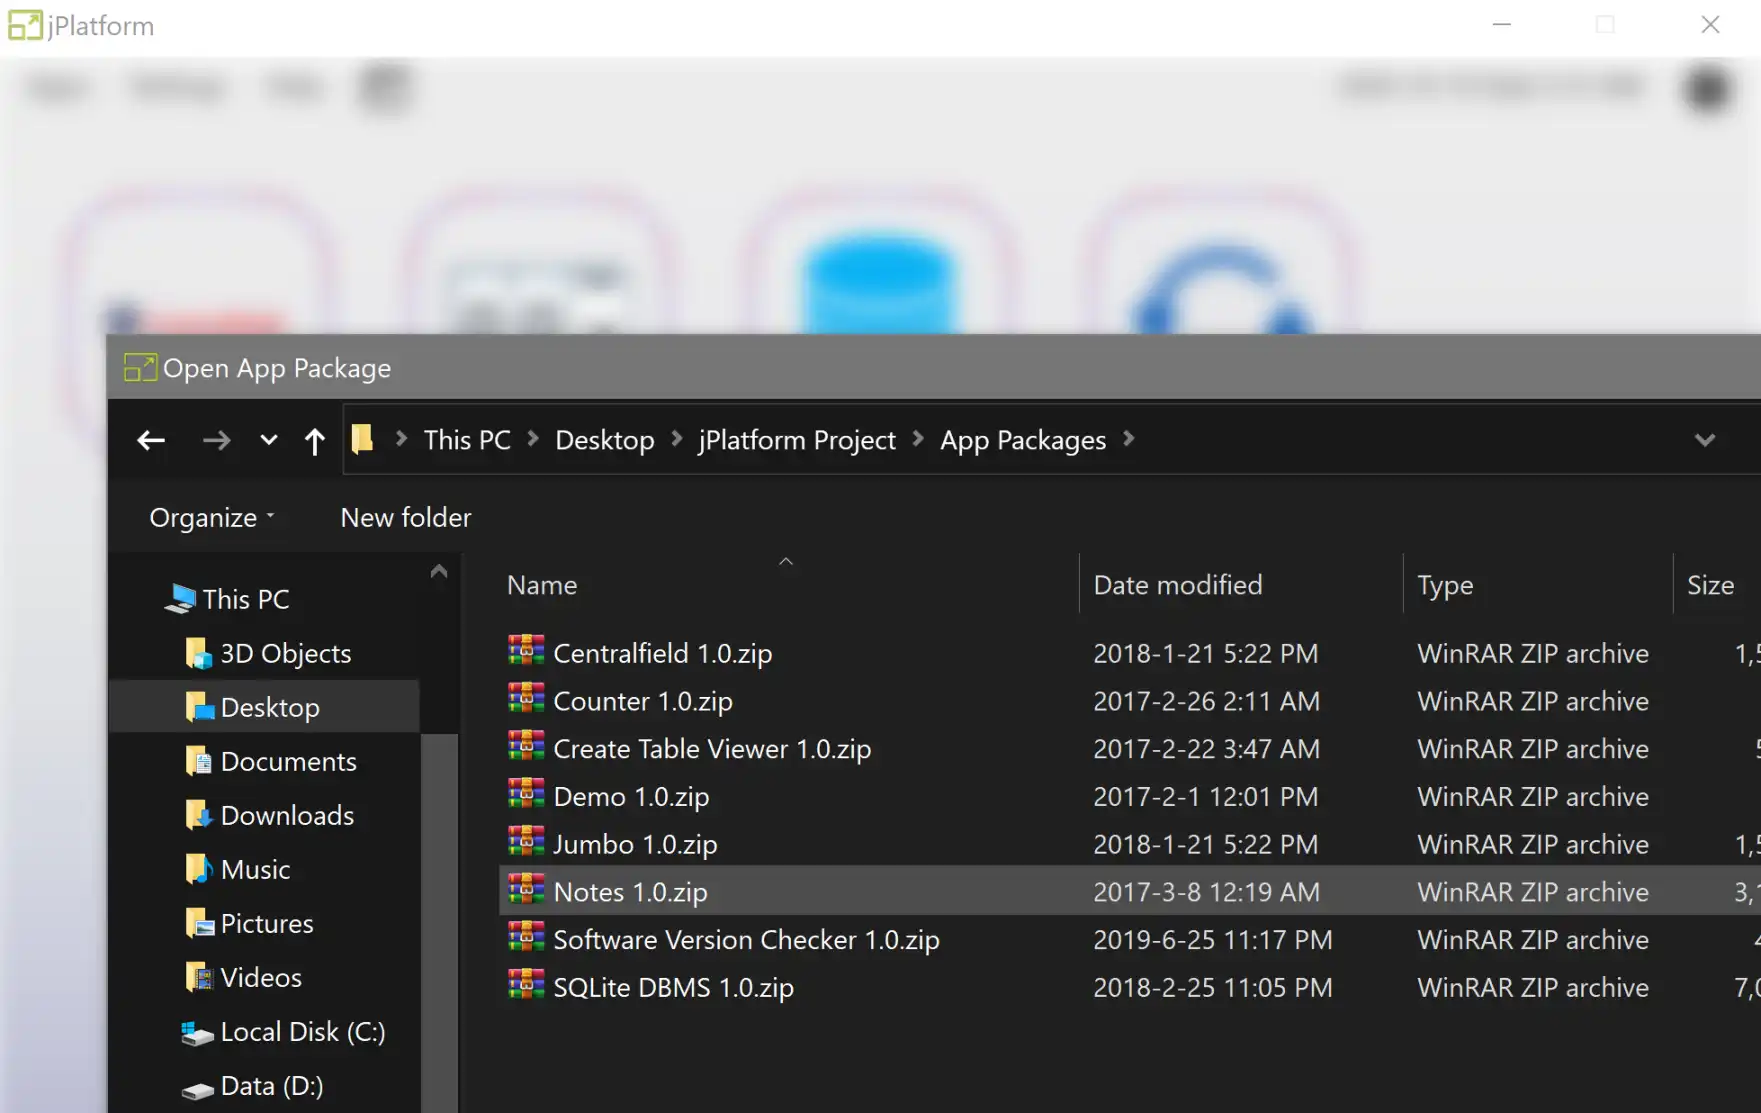 jPlatform
Open App Package
This PC Desktop jPlatform Project App Packages
Organize New folder
Name Date modified Type Size
This PC
3D Objects
Desktop
Documents
Downloads
Music
Pictures
Videos
Local Disk (C:)
Data (D:)
Centralfield 1.0.zip 2018-1-21 5:22 PM WinRAR ZIP archive 1,5
Counter 1.0.zip 2017-2-26 2:11 AM WinRAR ZIP archive
Create Table Viewer 1.0.zip 2017-2-22 3:47 AM WinRAR ZIP archive
Demo 1.0.zip 2017-2-1 12:01 PM WinRAR ZIP archive
Jumbo 1.0.zip 2018-1-21 5:22 PM WinRAR ZIP archive 1,5
Notes 1.0.zip 2017-3-8 12:19 AM WinRAR ZIP archive 3,1
Software Version Checker 1.0.zip 2019-6-25 11:17 PM WinRAR ZIP archive
SQLite DBMS 1.0.zip 2018-2-25 11:05 PM WinRAR ZIP archive 7,0